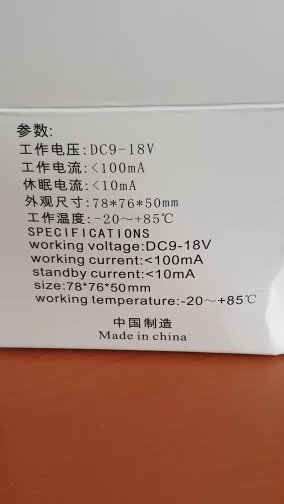 参数:
工作电压:DC9-18V
工作电流:<100mA
休眠电流:<10mA
外观尺寸:78*76*50mm
工作温度:-20～+85℃
SPECIFICATIONS
working voltage:DC9-18V
working current:<100mA
standby current:<10mA
size:78*76*50mm
working temperature:-20～+85℃
中国制造
Made in china